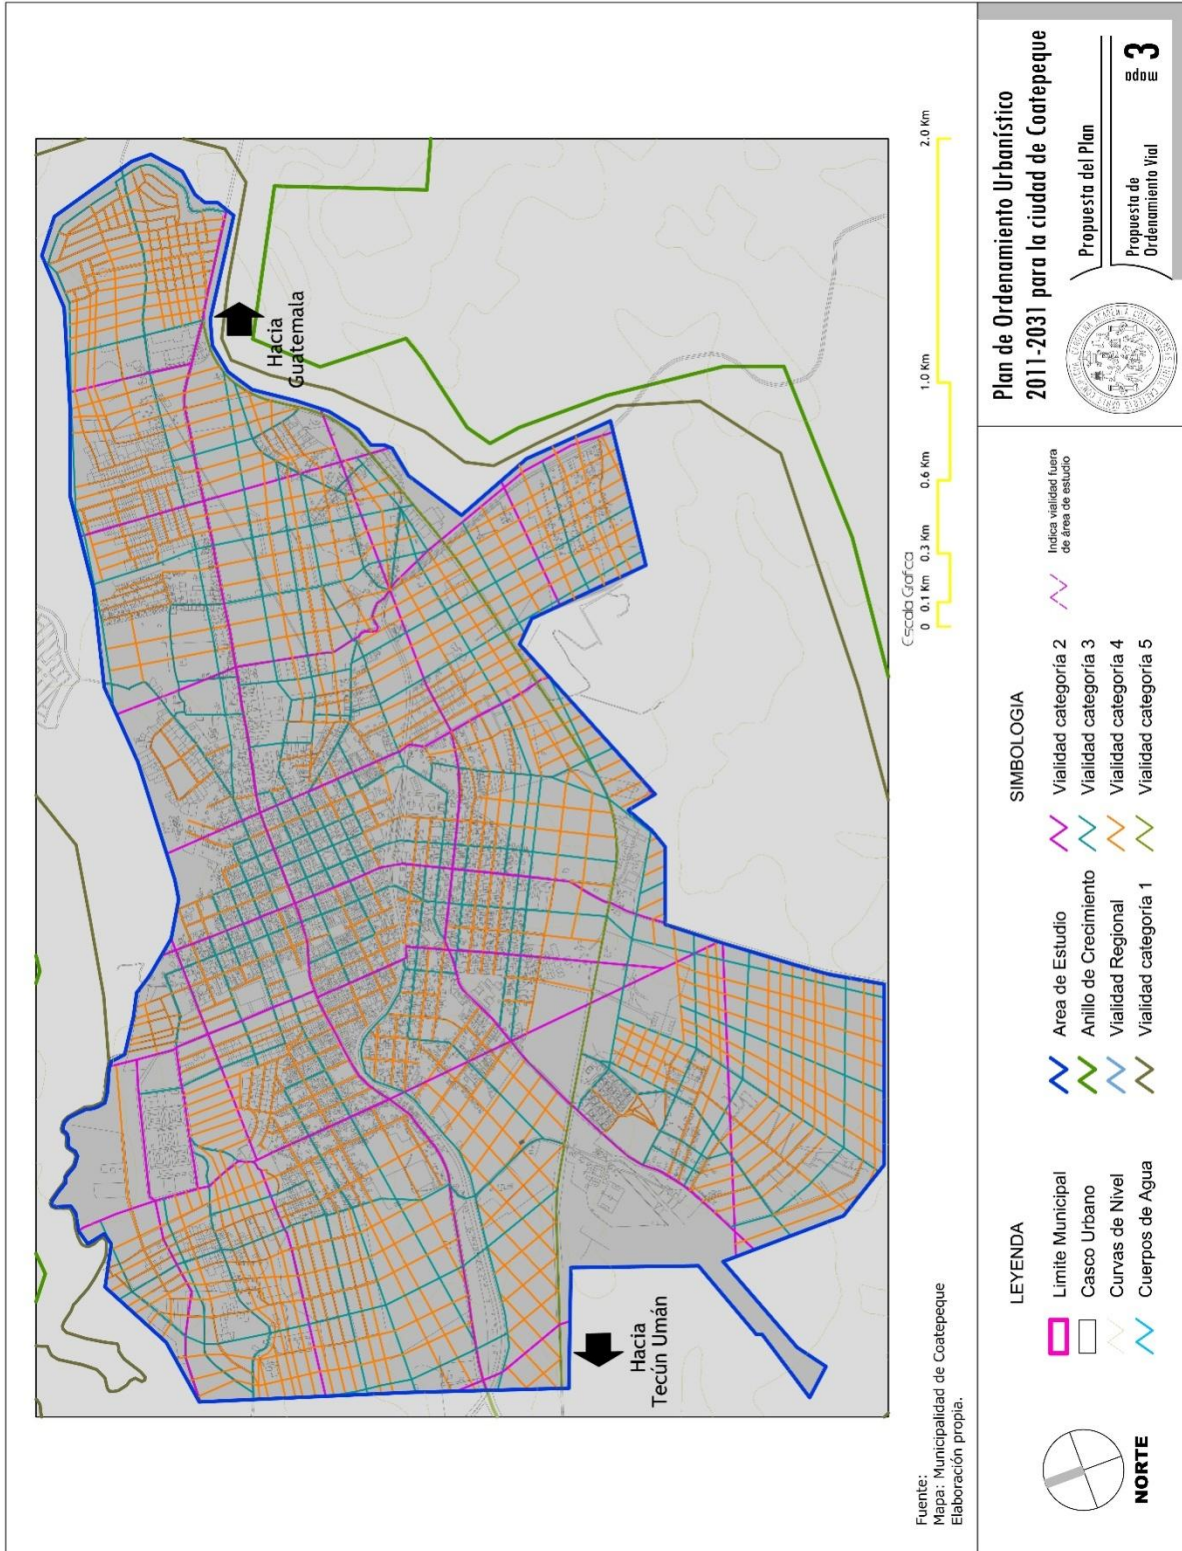 Hacia
Guatemala
Hacia
Tecún Umán
Fuente:
Mapa: Municipalidad de Coatepeque
Elaboración propia.
Escala Grafica
0
0.1 Km
0.3 Km
0.6 Km
1.0 Km
2.0 Km
NORTE
LEYENDA
Limite Municipal
Casco Urbano
Curvas de Nivel
Cuerpos de Agua
SIMBOLOGIA
Area de Estudio
Anillo de Crecimiento
Vialidad Regional
Vialidad categoría 1
Vialidad categoría 2
Vialidad categoría 3
Vialidad categoría 4
Vialidad categoría 5
Indica vialidad fuera
de área de estudio
Plan de Ordenamiento Urbanístico
2011-2031 para la ciudad de Coatepeque
Propuesta del Plan
Propuesta de
Ordenamiento Vial
mapa 3